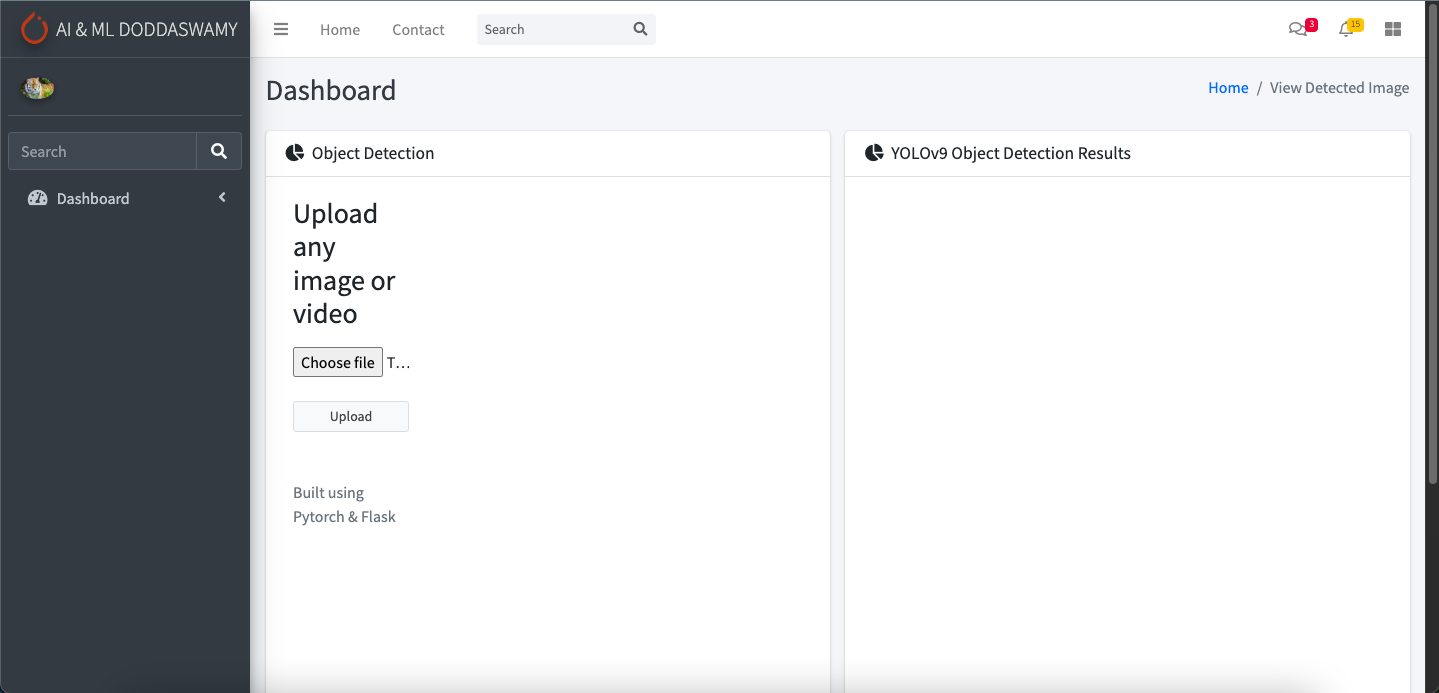 AI & ML DODDASWAMY
Search
Dashboard
Home
Contact
Search
3
15
Dashboard
Home / View Detected Image
Object Detection
Upload
any
image or
video
Choose file T...
Upload
Built using
Pytorch & Flask
YOLOv9 Object Detection Results